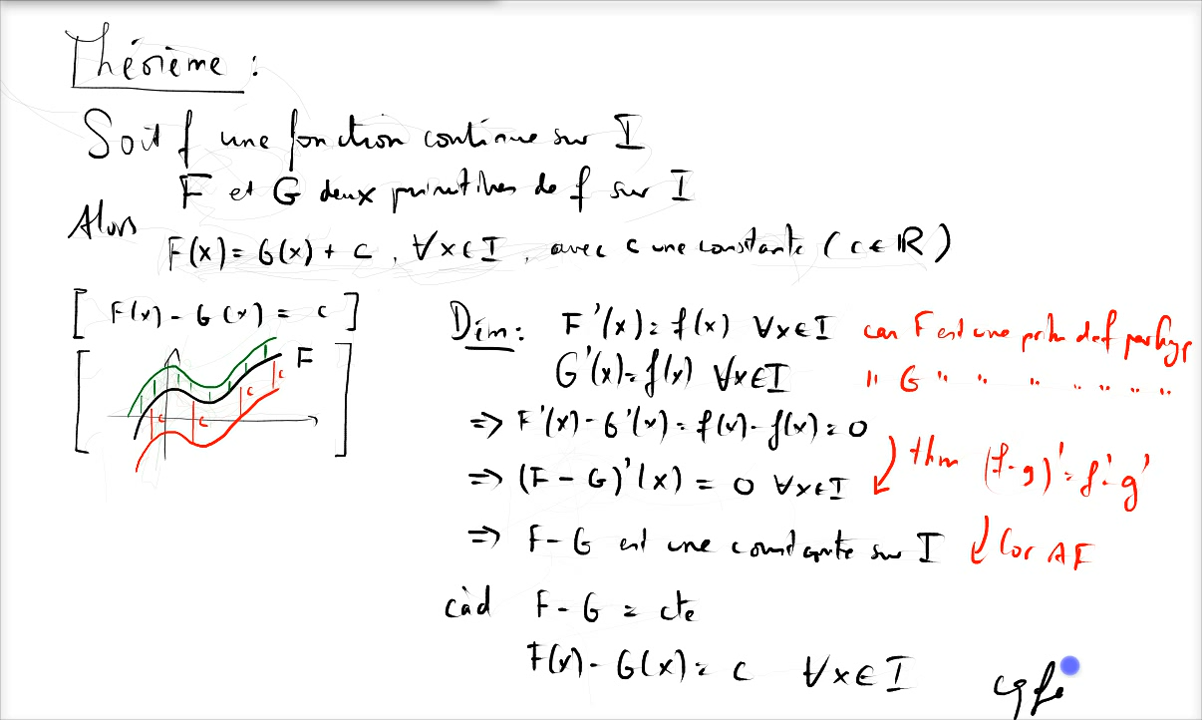 Théorème :
Soit f une fonction continue sur I
F et G deux primitives de f sur I
Alors
F(x) = G(x) + c , ∀x ∈ I , avec c une constante ( c ∈ ℝ )
[ F(x) - G(x) = c ]
F
c c c c
Dém : F'(x) = f(x) ∀x ∈ I car F est une prim de f par hyp
G'(x) = f(x) ∀x ∈ I " G " " " " " "
=> F'(x) - G'(x) = f(x) - f(x) = 0
=> (F - G)'(x) = 0 ∀x ∈ I thm (f-g)' = f'-g'
=> F - G est une constante sur I Cor AF
càd F - G = cte
F(x) - G(x) = c ∀x ∈ I
cqfd